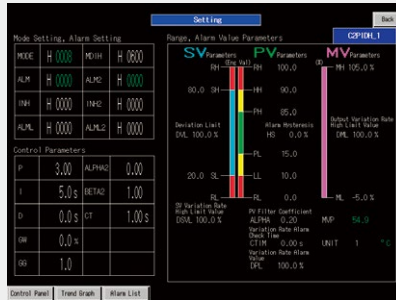 Setting
Back
Mode Setting, Alarm Setting
MODE H 0008 MDIH H 0600
ALM H 0000 ALM2 H 0000
INH H 0000 INH2 H 0000
ALML H 0000 ALML2 H 0000
Control Parameters
P 3.00 ALPHA2 0.00
I 5.0 s BETA2 1.00
D 0.0 s CT 1.00 s
GW 0.0 %
GG 1.0
Range, Alarm Value Parameters
C2PIDH_1
SV Parameters PV Parameters MV Parameters
(Eng Val)
RH RH 100.0 MH 105.0 %
80.0 SH HH 90.0
PH 85.0
Deviation Limit
DVL 100.0 %
Alarm Hysteresis
HS 0.0 %
Output Variation Rate
High Limit Value
DML 100.0 %
PL 15.0
20.0 SL LL 10.0
RL RL 0.0 ML -5.0 %
SV Variation Rate
High Limit Value
DSVL 100.0 %
PV Filter Coefficient
ALPHA 0.20
MVP 54.9
Variation Rate Alarm
Check Time
CTIM 0.00 s
UNIT 1 °C
Variation Rate Alarm
Value
DPL 100.0 %
Control Panel Trend Graph Alarm List